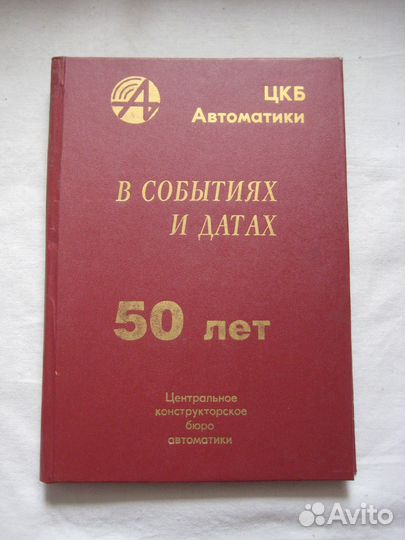 ЦКБ
Автоматики
В СОБЫТИЯХ
И ДАТАХ
50 лет
Центральное
конструкторское
бюро
автоматики
Avito